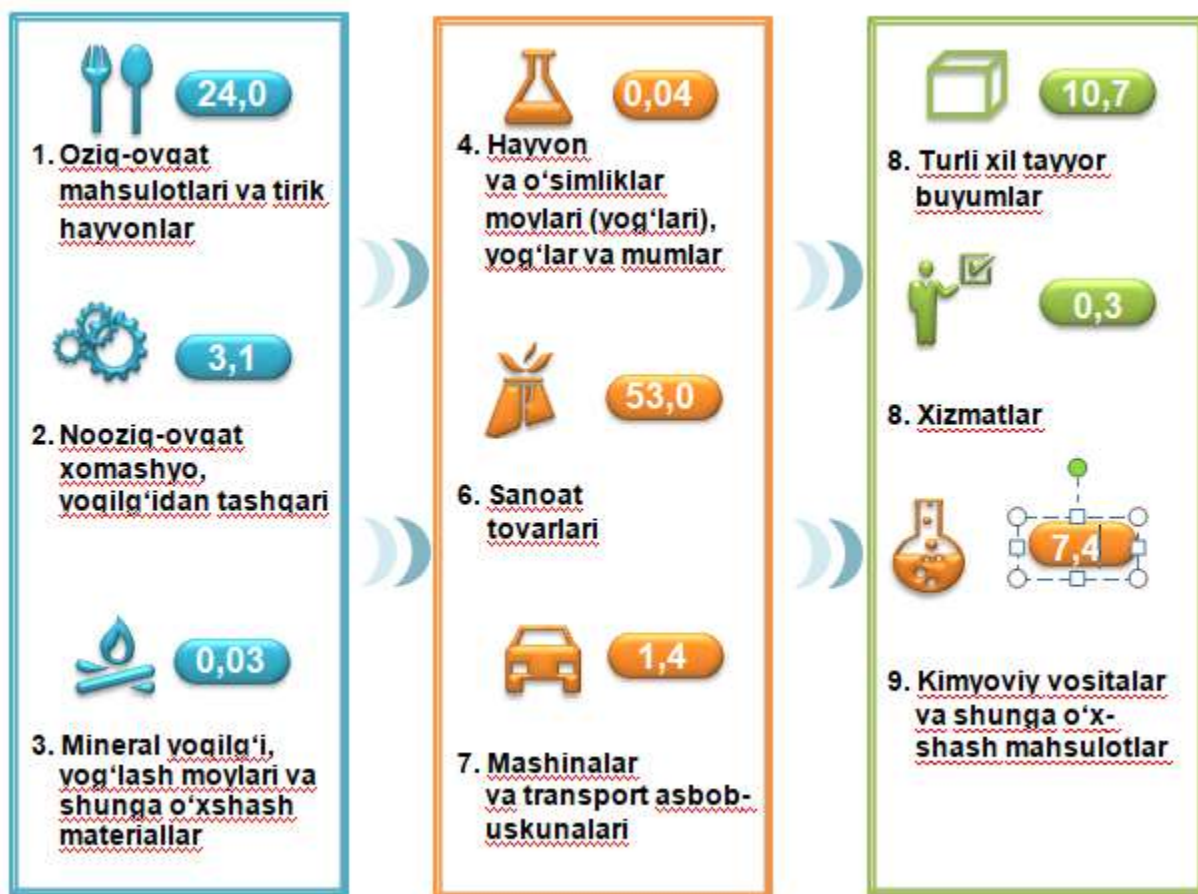 24,0
1. Oziq-ovqat
mahsulotlari va tirik
hayvonlar
3,1
2. Nooziq-ovqat
xomashyo,
yoqilg‘idan tashqari
0,03
3. Mineral yoqilg‘i,
yog‘lash moylari va
shunga o‘xshash
materiallar
0,04
4. Hayvon
va o‘simliklar
moylari (yog‘lari),
yog‘lar va mumlar
53,0
6. Sanoat
tovarlari
1,4
7. Mashinalar
va transport asbob-
uskunalari
10,7
8. Turli xil tayyor
buyumlar
0,3
8. Xizmatlar
7,4
9. Kimyoviy vositalar
va shunga o‘x-
shash mahsulotlar